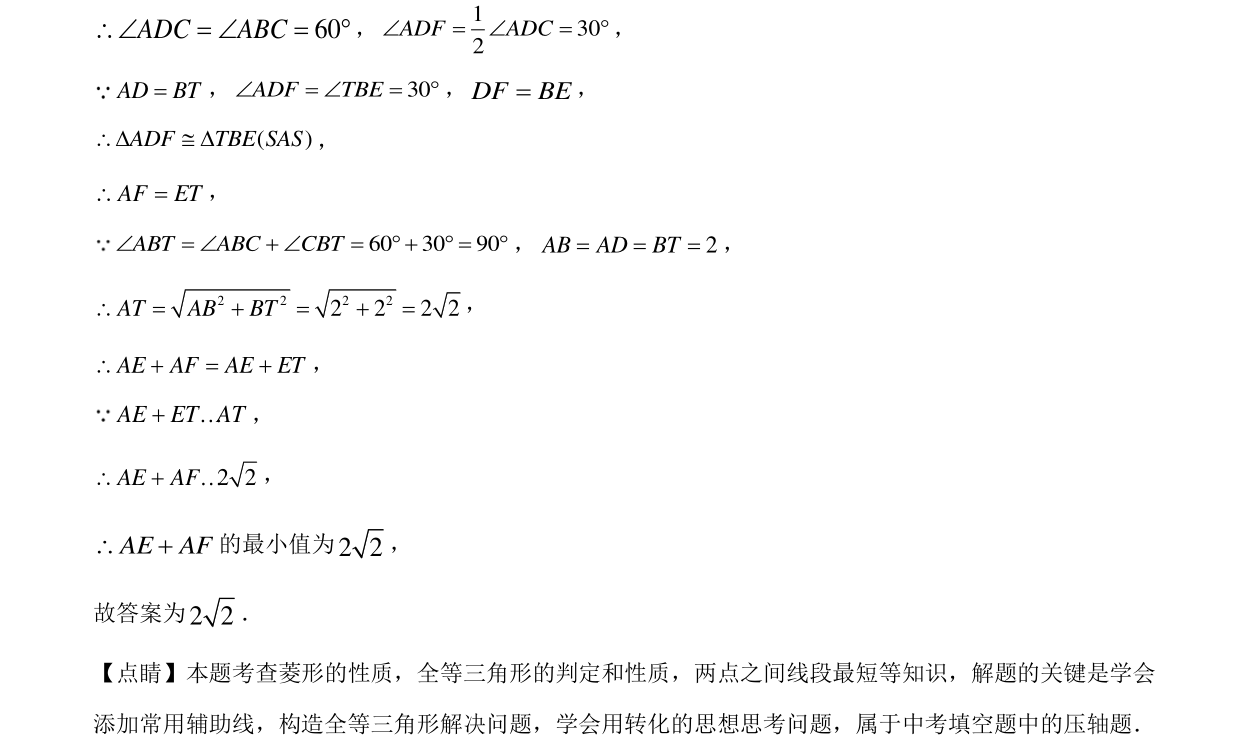 ∴∠ADC = ∠ABC = 60°，∠ADF = \frac{1}{2}∠ADC = 30°，
∵AD = BT，∠ADF = ∠TBE = 30°，DF = BE，
∴ΔADF ≅ ΔTBE(SAS)，
∴AF = ET，
∵∠ABT = ∠ABC + ∠CBT = 60° + 30° = 90°，AB = AD = BT = 2，
∴AT = \sqrt{AB² + BT²} = \sqrt{2² + 2²} = 2\sqrt{2}，
∴AE + AF = AE + ET，
∵AE + ET..AT，
∴AE + AF..2\sqrt{2}，
∴AE + AF 的最小值为 2\sqrt{2}，
故答案为 2\sqrt{2}．
【点睛】本题考查菱形的性质，全等三角形的判定和性质，两点之间线段最短等知识，解题的关键是学会
添加常用辅助线，构造全等三角形解决问题，学会用转化的思想思考问题，属于中考填空题中的压轴题．